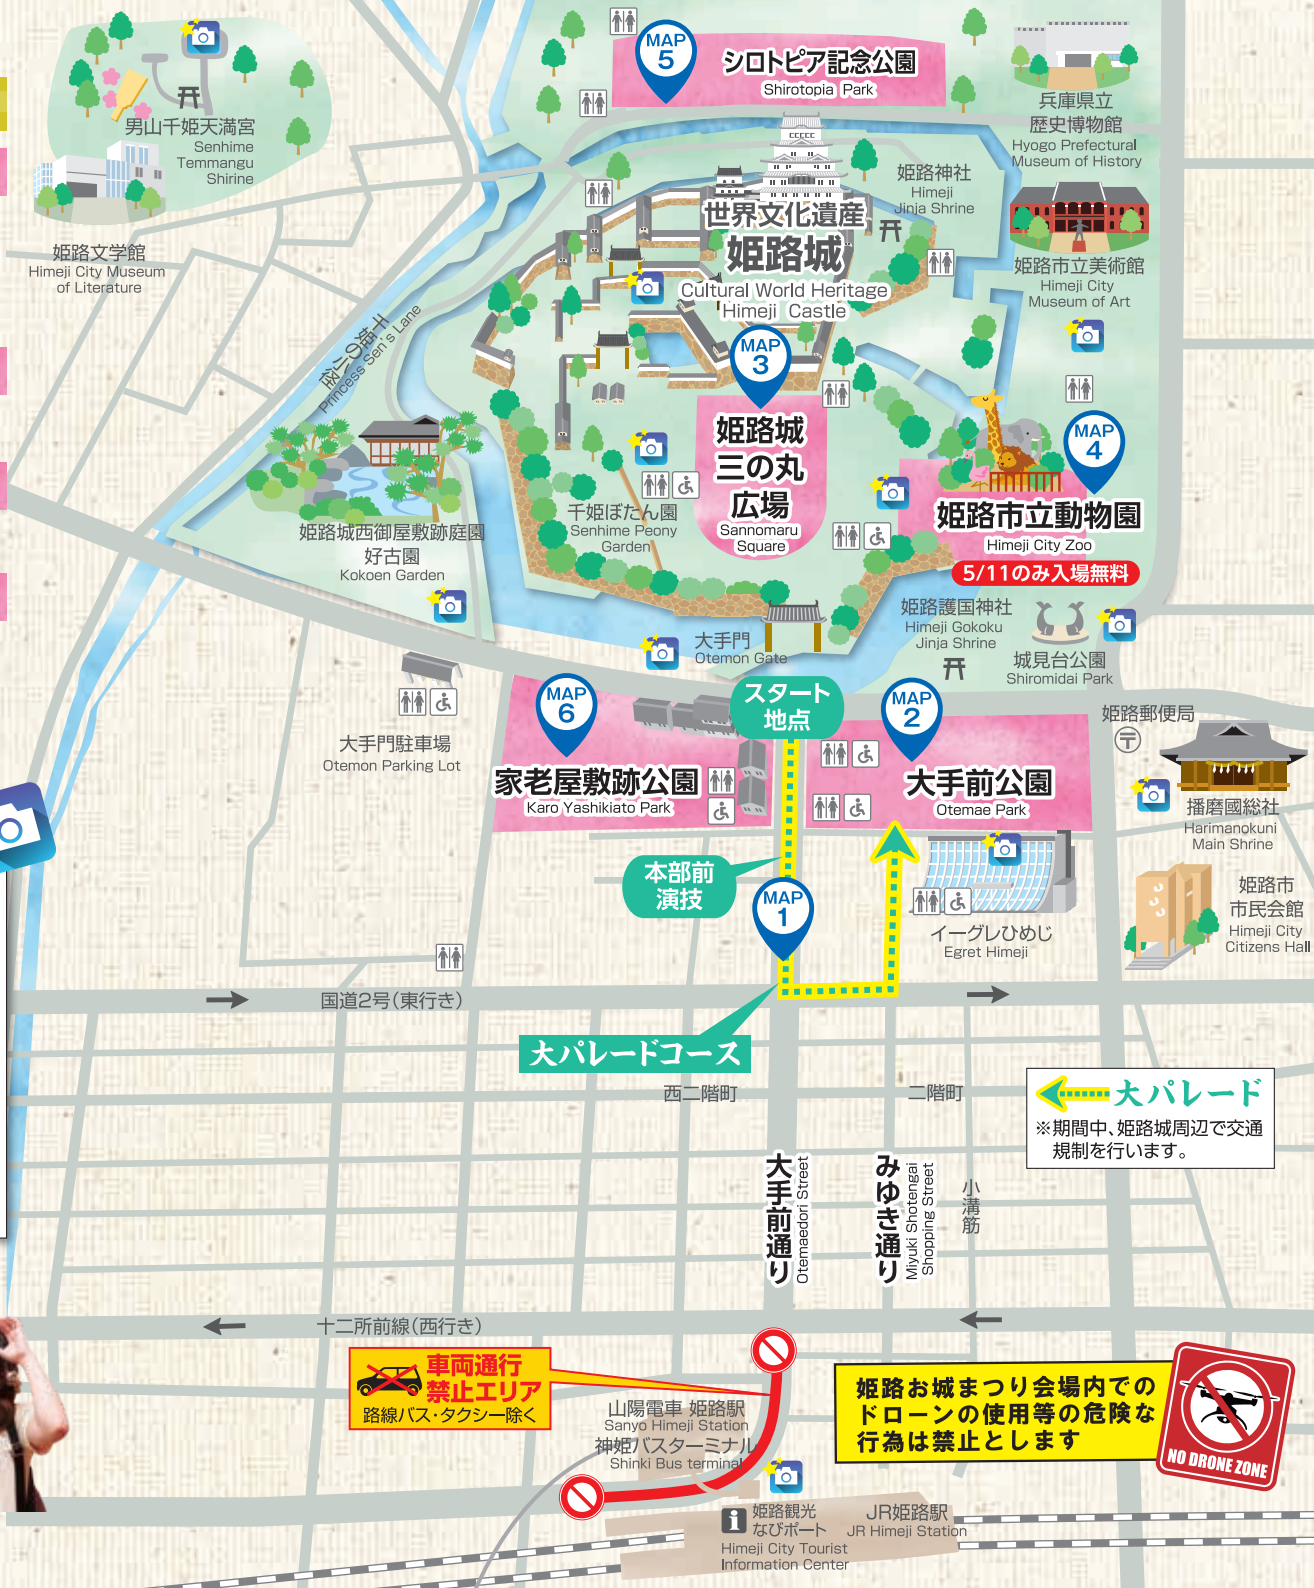 MAP
5
シロトピア記念公園
Shirotopia Park
兵庫県立
歴史博物館
Hyogo Prefectural
Museum of History
男山千姫天満宮
Senhime
Temmangu
Shirine
姫路文学館
Himeji City Museum
of Literature
姫路神社
Himeji
Jinja Shrine
世界文化遺産
姫路城
Cultural World Heritage
Himeji Castle
姫路市立美術館
Himeji City
Museum of Art
千姫の小径
Princess Sen's Lane
MAP
3
姫路城
三の丸
広場
Sannomaru
Square
MAP
4
姫路市立動物園
Himeji City Zoo
5/11のみ入場無料
千姫ぼたん園
Senhime Peony
Garden
姫路城西御屋敷跡庭園
好古園
Kokoen Garden
姫路護国神社
Himeji Gokoku
Jinja Shrine
城見台公園
Shiromidai Park
大手門
Otemon Gate
スタート
地点
MAP
6
家老屋敷跡公園
Karo Yashikiato Park
MAP
2
大手前公園
Otemae Park
大手門駐車場
Otemon Parking Lot
姫路郵便局
〒
播磨國総社
Harimanokuni
Main Shrine
本部前
演技
MAP
1
イーグレひめじ
Egret Himeji
姫路市
市民会館
Himeji City
Citizens Hall
国道2号(東行き)
大パレードコース
西二階町
二階町
大パレード
※期間中、姫路城周辺で交通
規制を行います。
大手前通り
Otemaedori Street
みゆき通り
Miyuki Shotengai
Shopping Street
小溝筋
十二所前線(西行き)
車両通行
禁止エリア
路線バス・タクシー除く
山陽電車 姫路駅
Sanyo Himeji Station
神姫バスターミナル
Shinki Bus terminal
姫路お城まつり会場内での
ドローンの使用等の危険な
行為は禁止とします
NO DRONE ZONE
i
姫路観光
なびポート
Himeji City Tourist
Information Center
JR姫路駅
JR Himeji Station